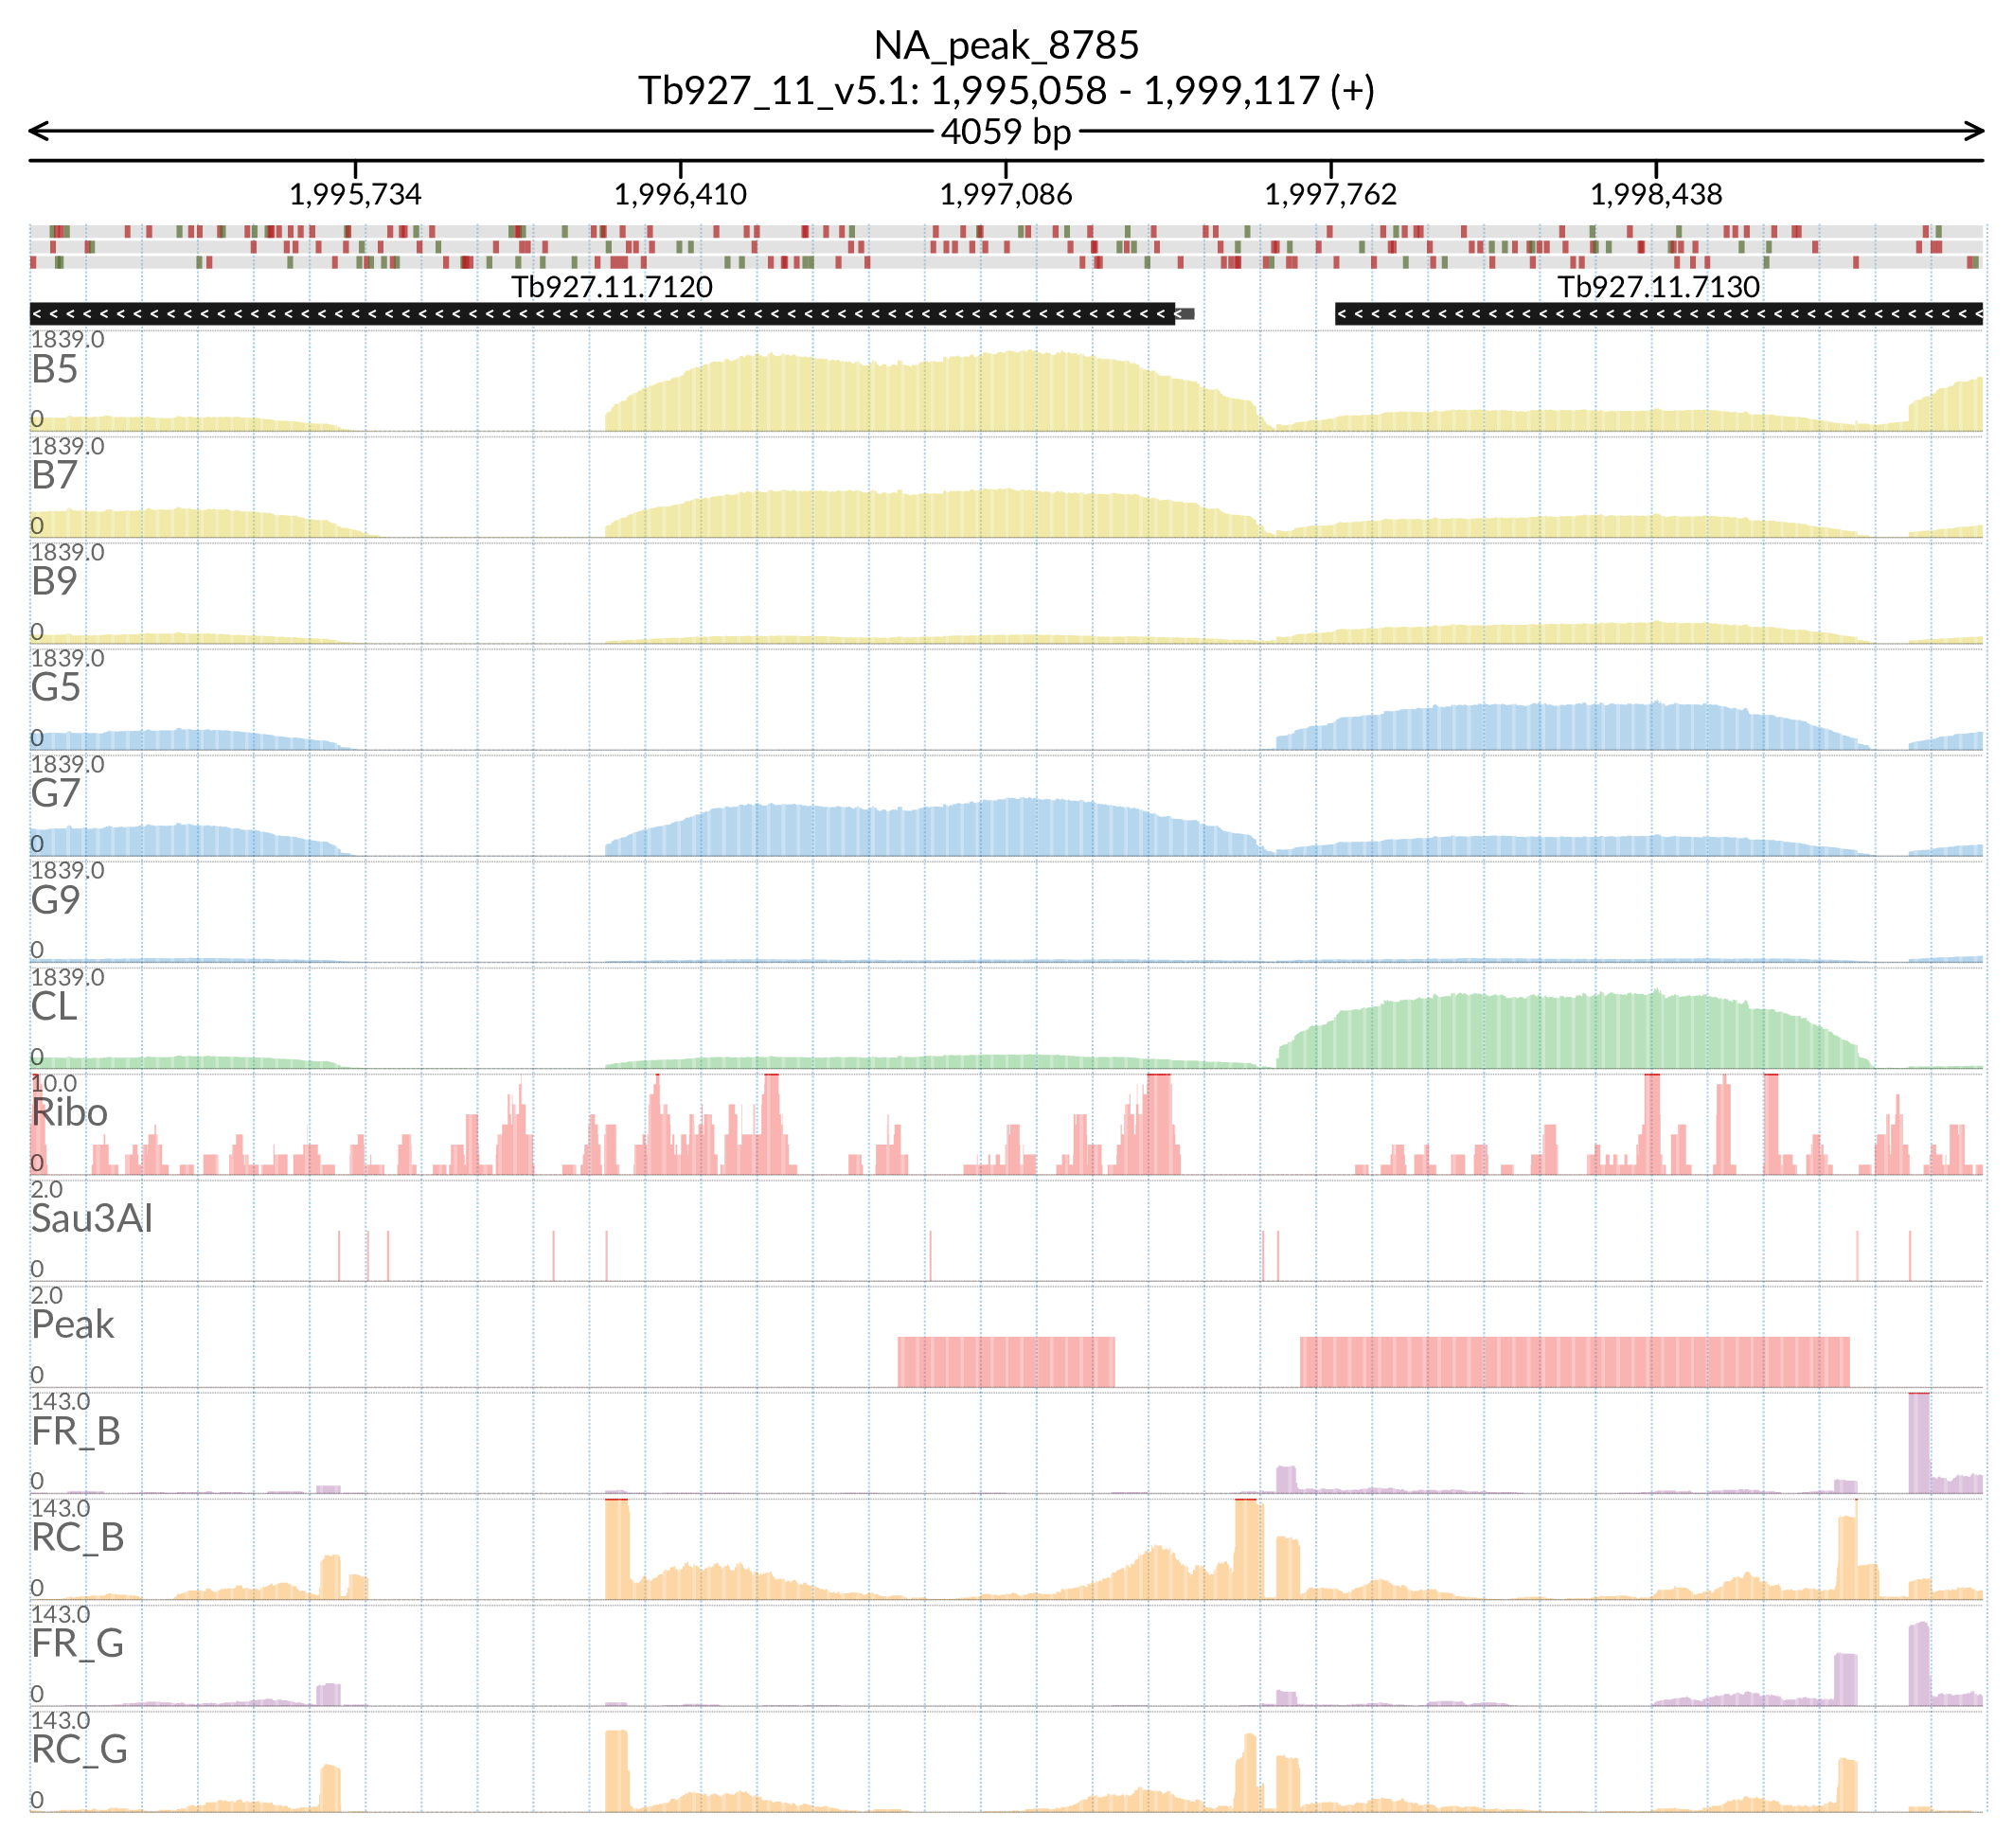 NA_peak_8785
Tb927_11_v5.1: 1,995,058 - 1,999,117 (+)
4059 bp
1,995,734 1,996,410 1,997,086 1,997,762 1,998,438
Tb927.11.7120 Tb927.11.7130
1839.0
B5
0
1839.0
B7
0
1839.0
B9
0
1839.0
G5
0
1839.0
G7
0
1839.0
G9
0
1839.0
CL
0
10.0
Ribo
0
2.0
Sau3AI
0
2.0
Peak
0
143.0
FR_B
0
143.0
RC_B
0
143.0
FR_G
0
143.0
RC_G
0